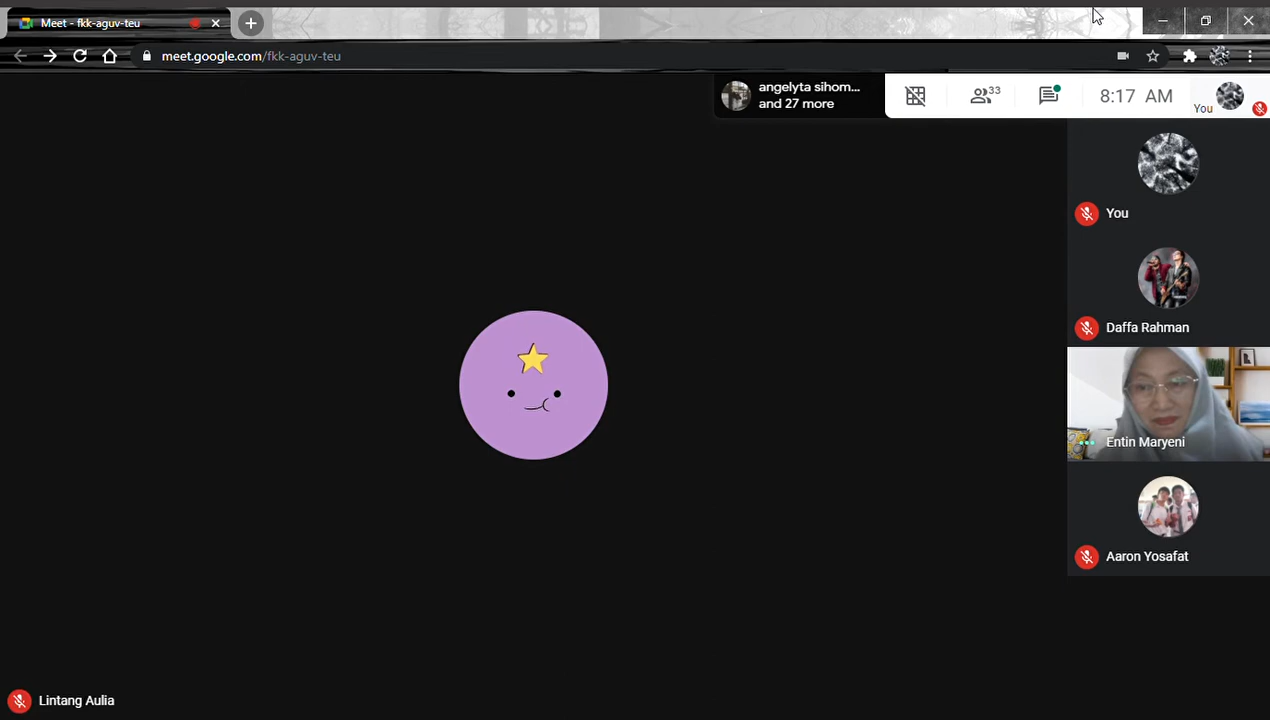 Meet - fkk-aguv-teu
meet.google.com/fkk-aguv-teu
angelyta sihom...
and 27 more
33
8:17 AM
You
You
Daffa Rahman
Entin Maryeni
Aaron Yosafat
Lintang Aulia